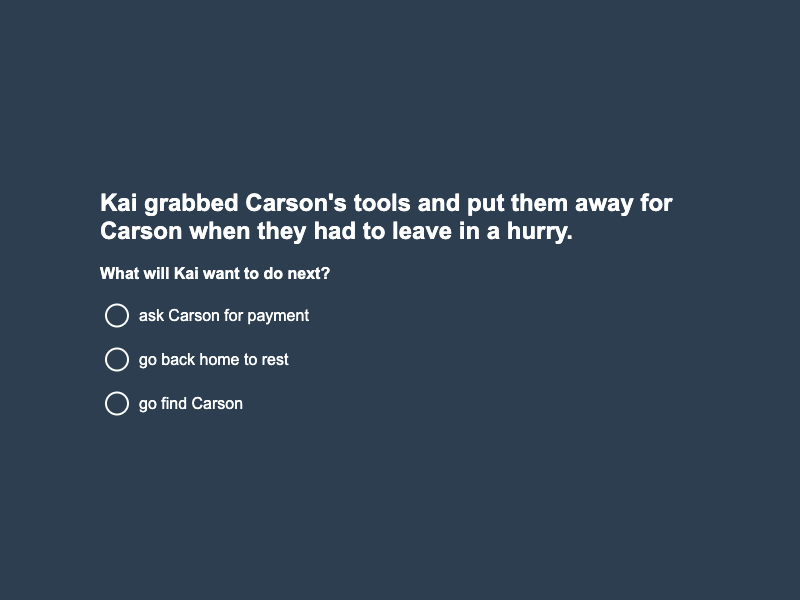 Kai grabbed Carson's tools and put them away for
Carson when they had to leave in a hurry.
What will Kai want to do next?
ask Carson for payment
go back home to rest
go find Carson